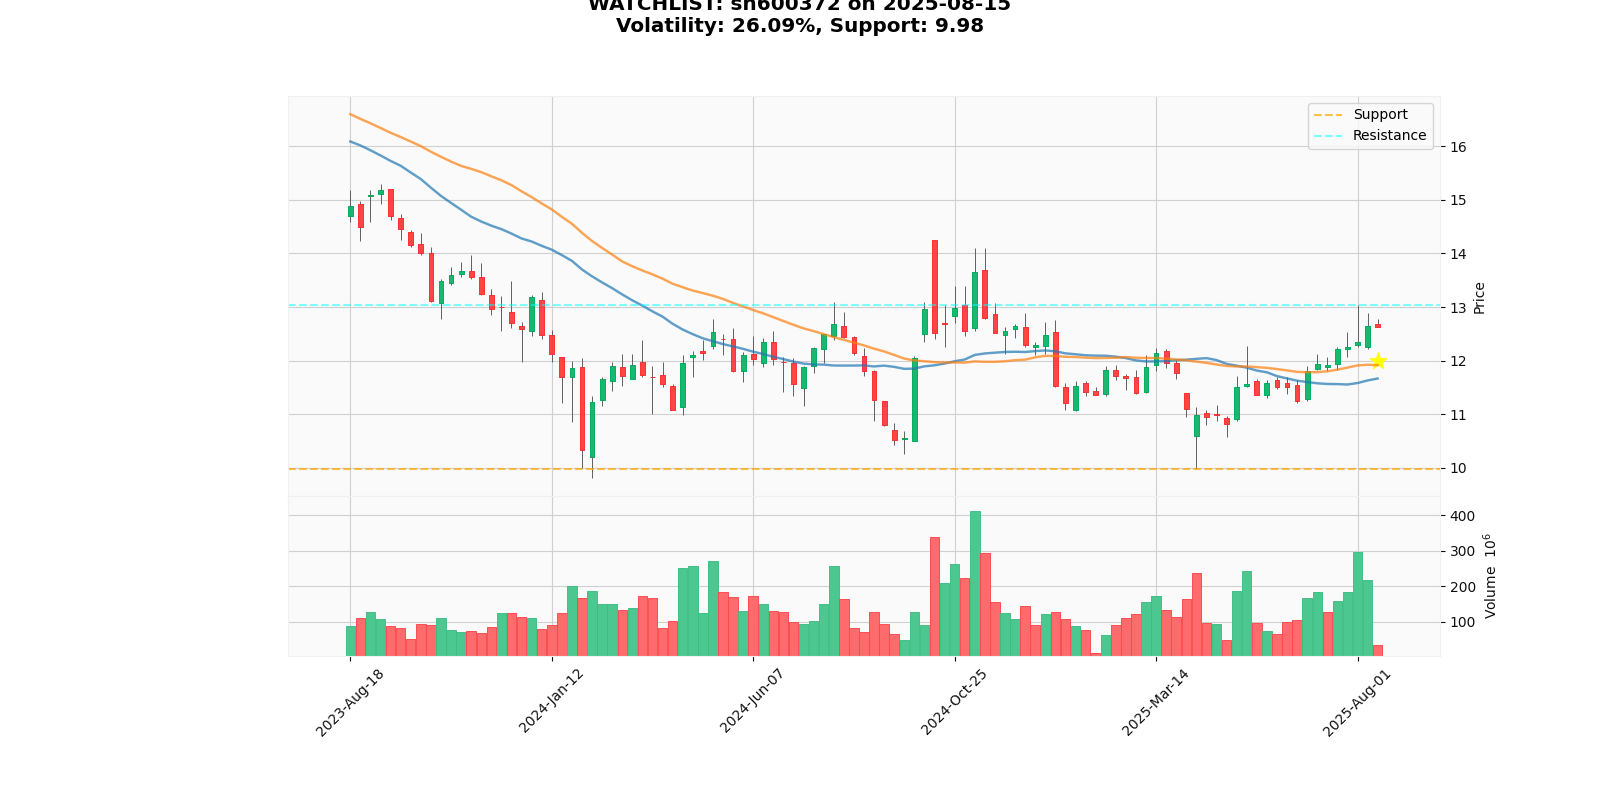 WATCHLIST: sh600372 on 2025-08-15
Volatility: 26.09%, Support: 9.98
Support
Resistance
16
15
14
13
12
11
10
Price
400
300
200
100
Volume 10⁶
2023-Aug-18
2024-Jan-12
2024-Jun-07
2024-Oct-25
2025-Mar-14
2025-Aug-01